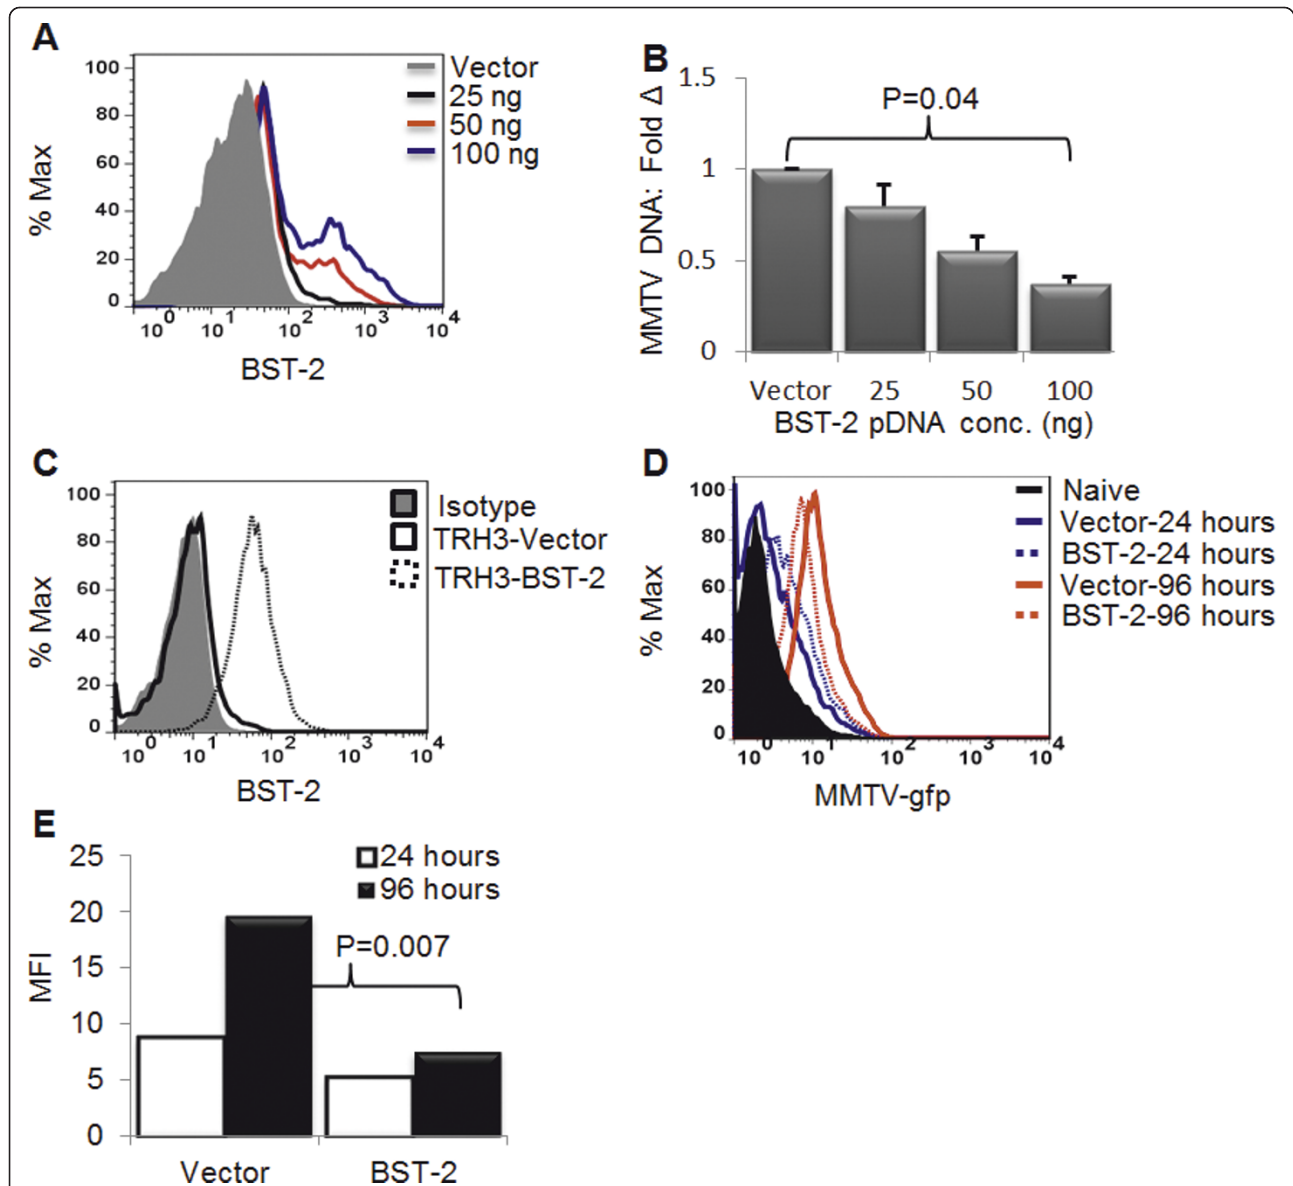 A
100
80
60
40
20
0
% Max
10^0 10^1 10^2 10^3 10^4
BST-2
Vector
25 ng
50 ng
100 ng
B
1.5
1
0.5
0
MMTV DNA: Fold Δ
P=0.04
Vector 25 50 100
BST-2 pDNA conc. (ng)
C
100
80
60
40
20
0
% Max
10^0 10^1 10^2 10^3 10^4
BST-2
Isotype
TRH3-Vector
TRH3-BST-2
D
100
80
60
40
20
0
% Max
10^0 10^1 10^2 10^3 10^4
MMTV-gfp
Naive
Vector-24 hours
BST-2-24 hours
Vector-96 hours
BST-2-96 hours
E
25
20
15
10
5
0
MFI
24 hours
96 hours
P=0.007
Vector BST-2